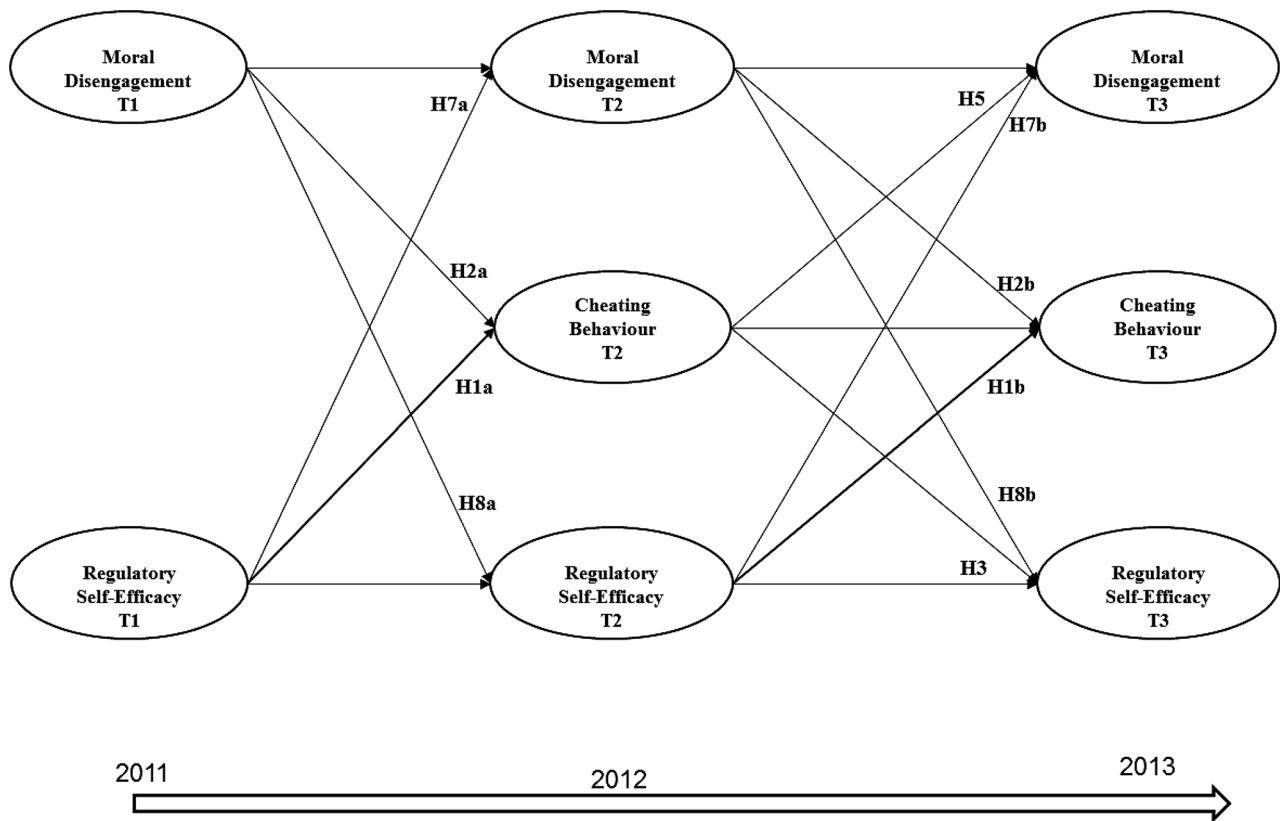 Moral
Disengagement
T1
Moral
Disengagement
T2
Moral
Disengagement
T3
H7a
H5
H7b
H2a
H2b
Cheating
Behaviour
T2
Cheating
Behaviour
T3
H1a
H1b
H8a
H8b
H3
Regulatory
Self-Efficacy
T1
Regulatory
Self-Efficacy
T2
Regulatory
Self-Efficacy
T3
2011
2012
2013